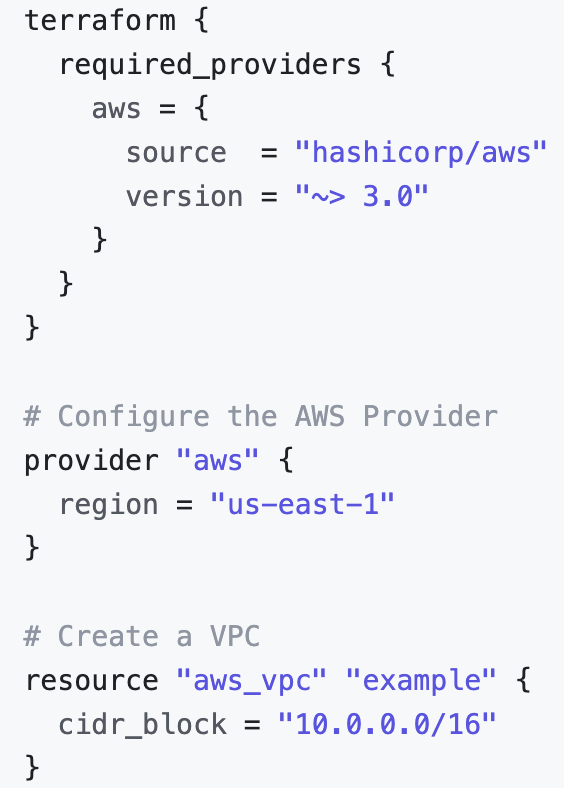 terraform {
  required_providers {
    aws = {
      source  = "hashicorp/aws"
      version = "~> 3.0"
    }
  }
}

# Configure the AWS Provider
provider "aws" {
  region = "us-east-1"
}

# Create a VPC
resource "aws_vpc" "example" {
  cidr_block = "10.0.0.0/16"
}